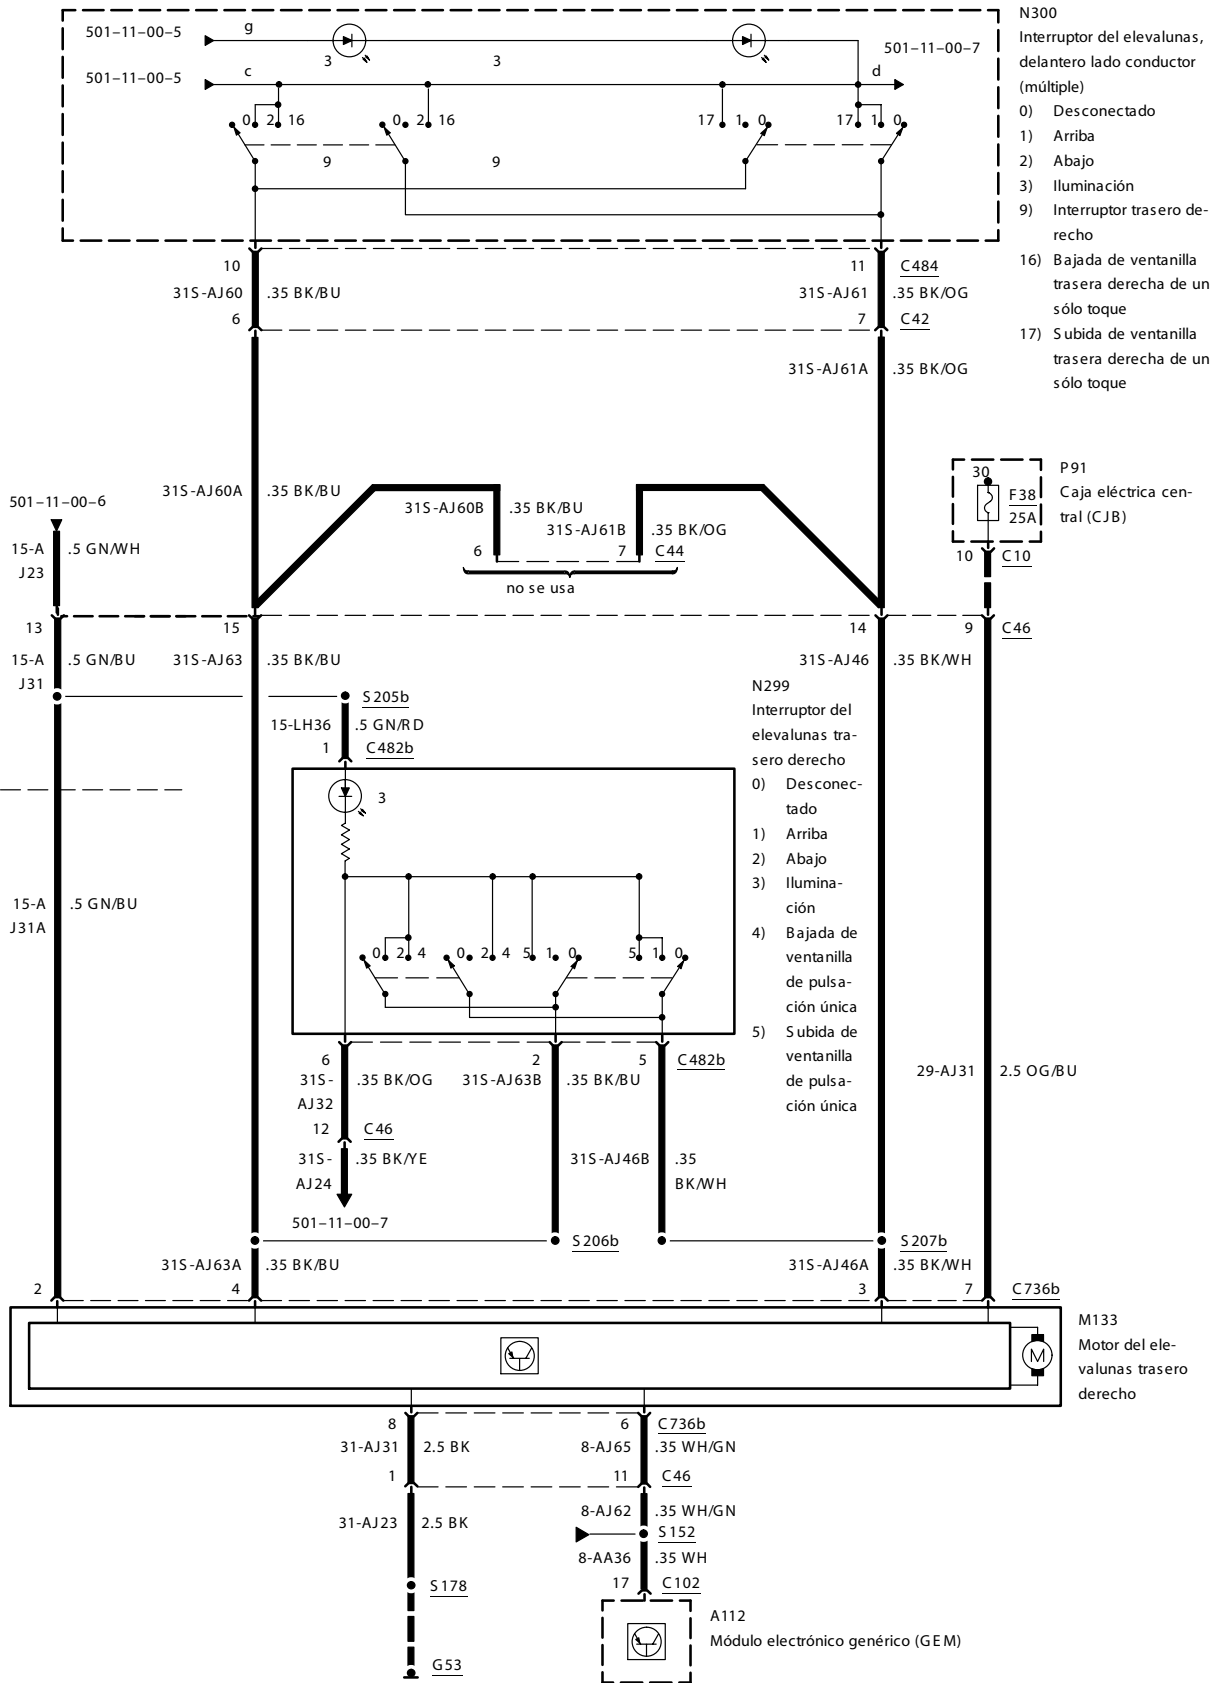 N300
Interruptor del elevalunas,
delantero lado conductor
(múltiple)
0) Desconectado
1) Arriba
2) Abajo
3) Iluminación
9) Interruptor trasero de-
recho
16) Bajada de ventanilla
trasera derecha de un
sólo toque
17) Subida de ventanilla
trasera derecha de un
sólo toque
501-11-00-5 g
3 3
501-11-00-7
501-11-00-5 c d
0 2 16 0 2 16 17 1 0 17 1 0
9 9
10 11 C484
31S-AJ60 .35 BK/BU 31S-AJ61 .35 BK/OG
6 7 C42
31S-AJ61A .35 BK/OG
P91
Caja eléctrica cen-
tral (CJB)
30
F38
25A
10 C10
501-11-00-6
15-A .5 GN/WH
J23
31S-AJ60A .35 BK/BU
31S-AJ60B .35 BK/BU
31S-AJ61B .35 BK/OG
6 7 C44
no se usa
13 15 14 9 C46
15-A .5 GN/BU 31S-AJ63 .35 BK/BU 31S-AJ46 .35 BK/WH
J31
S205b
15-LH36 .5 GN/RD
1 C482b
3
N299
Interruptor del
elevalunas tra-
sero derecho
0) Desconec-
tado
1) Arriba
2) Abajo
3) Ilumina-
ción
4) Bajada de
ventanilla
de pulsa-
ción única
5) Subida de
ventanilla
de pulsa-
ción única
15-A .5 GN/BU
J31A
0 2 4 0 2 4 5 1 0 5 1 0
6 2 5 C482b
31S- .35 BK/OG 31S-AJ63B .35 BK/BU
AJ32
29-AJ31 2.5 OG/BU
12 C46
31S- .35 BK/YE 31S-AJ46B .35
AJ24 BK/WH
501-11-00-7
S206b S207b
31S-AJ63A .35 BK/BU 31S-AJ46A .35 BK/WH
2 4 3 7 C736b
M133
Motor del ele-
valunas trasero
derecho
M
8 6 C736b
31-AJ31 2.5 BK 8-AJ65 .35 WH/GN
1 11 C46
31-AJ23 2.5 BK 8-AJ62 .35 WH/GN
S152
8-AA36 .35 WH
S178 17 C102
A112
Módulo electrónico genérico (GEM)
G53